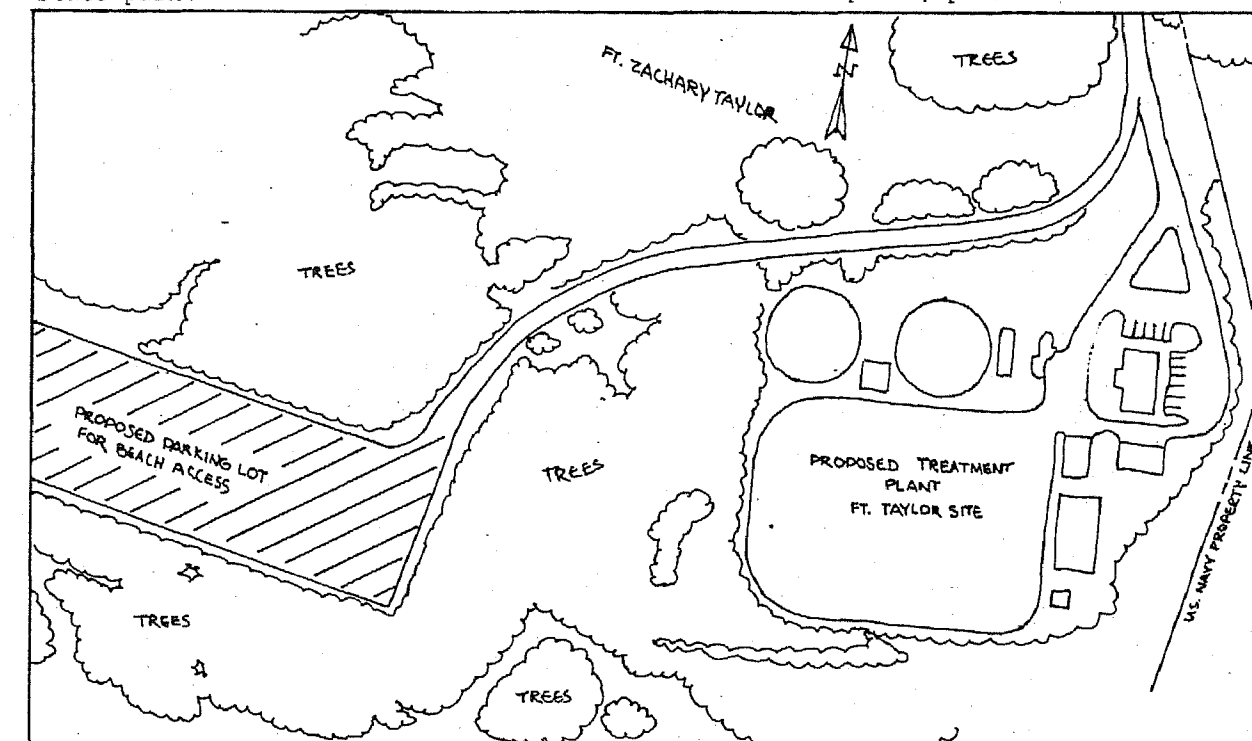 FT. ZACHARY TAYLOR
N
TREES
TREES
PROPOSED PARKING LOT
FOR BEACH ACCESS
TREES
PROPOSED TREATMENT
PLANT
FT. TAYLOR SITE
U.S. NAVY PROPERTY LINE
TREES
TREES